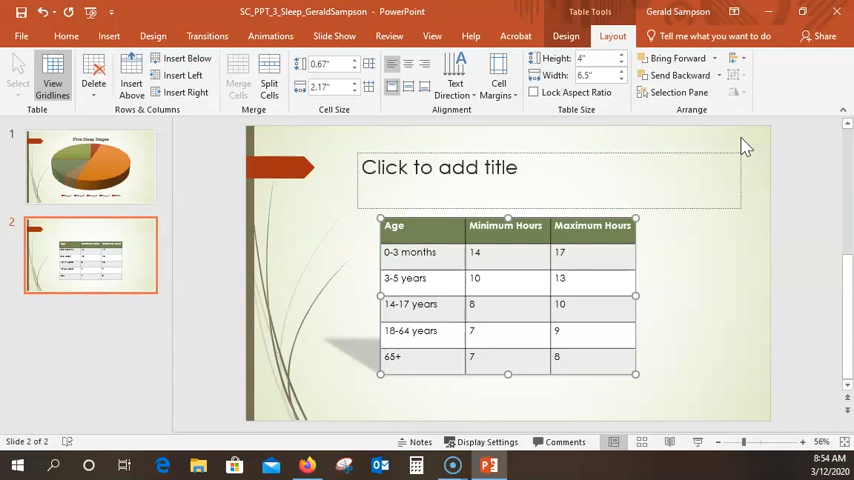 SC_PPT_3_Sleep_GeraldSampson - PowerPoint
Table Tools
Gerald Sampson
File Home Insert Design Transitions Animations Slide Show Review View Help Acrobat Design Layout Tell me what you want to do Share
Select
View Gridlines
Delete
Insert Above
Insert Below
Insert Left
Insert Right
Merge Cells
Split Cells
0.67"
2.17"
Text Direction
Cell Margins
Height: 4"
Width: 6.5"
Lock Aspect Ratio
Bring Forward
Send Backward
Selection Pane
Table Rows & Columns Merge Cell Size Alignment Table Size Arrange
1
Five Sleep Stages
2
Click to add title
Age Minimum Hours Maximum Hours
0-3 months 14 17
3-5 years 10 13
14-17 years 8 10
18-64 years 7 9
65+ 7 8
Slide 2 of 2 Notes Display Settings Comments 56%
8:54 AM
3/12/2020